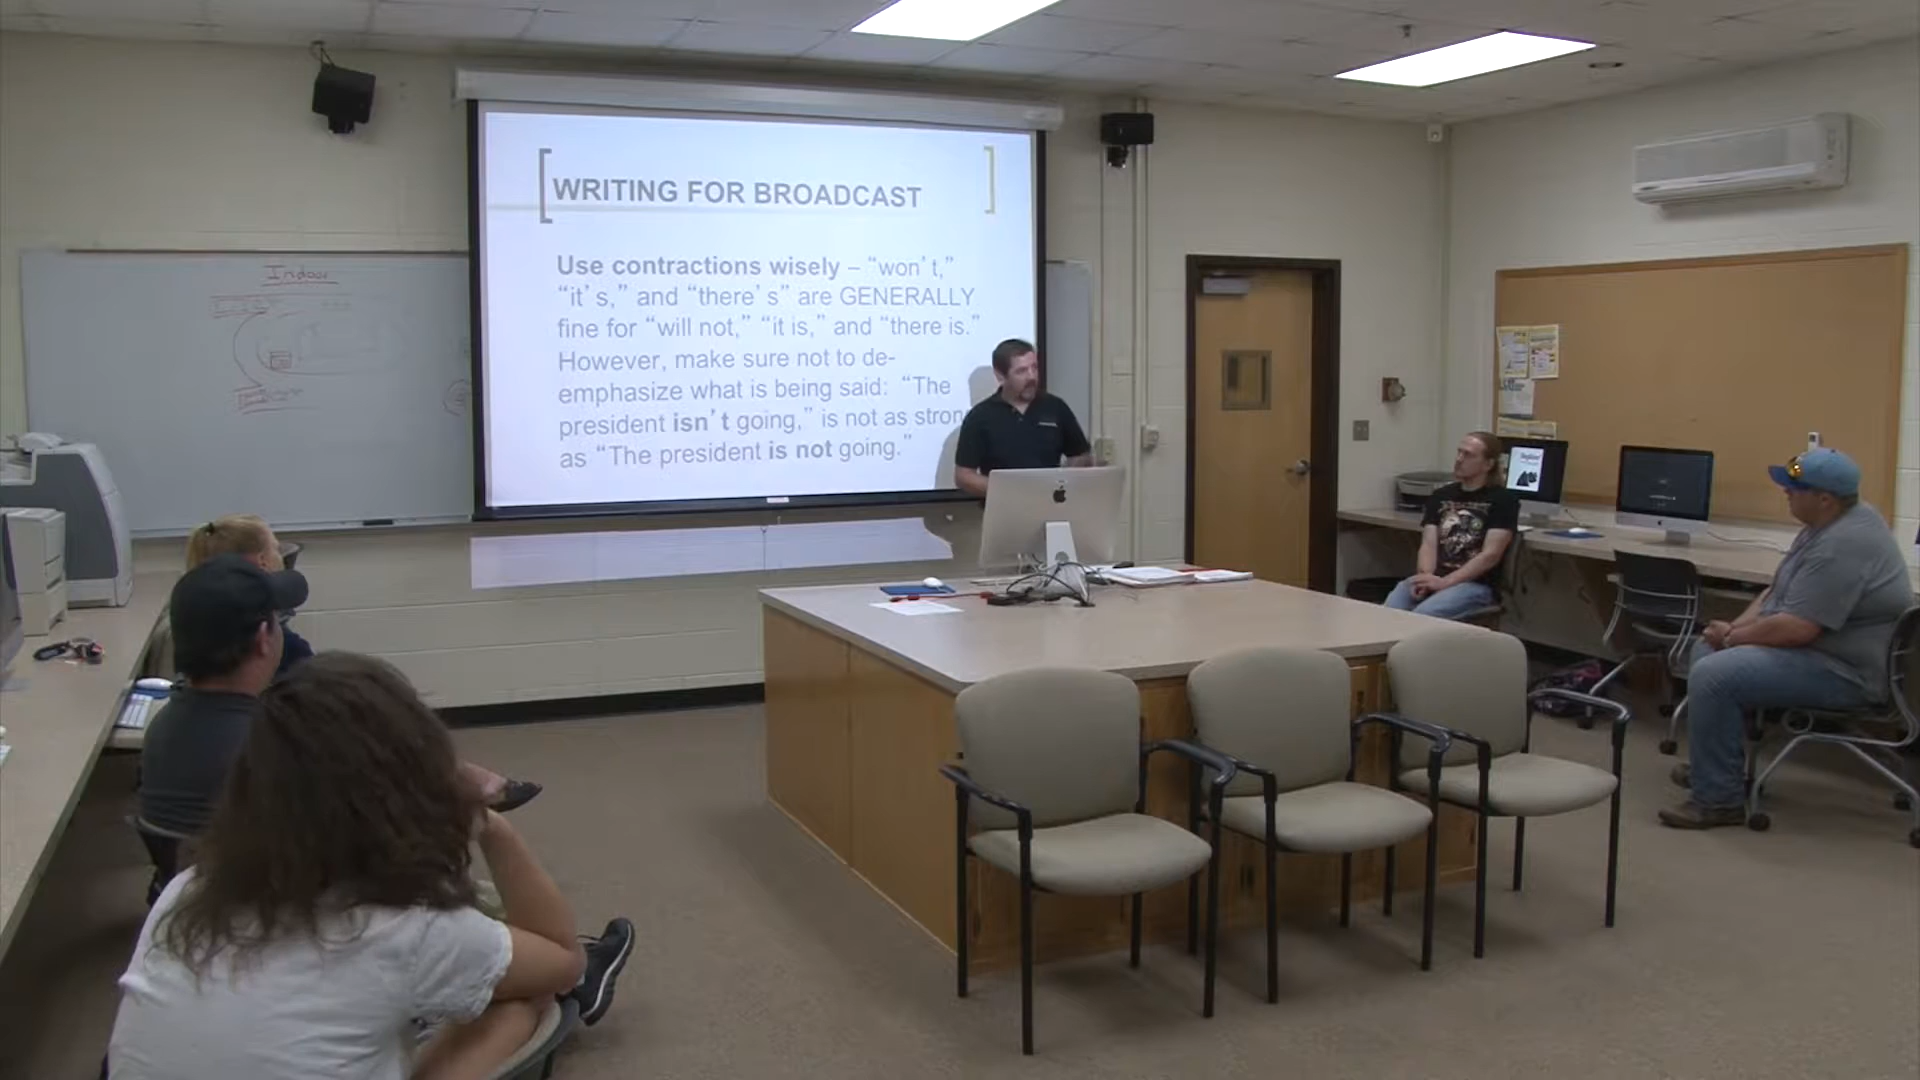 Indoor
WRITING FOR BROADCAST
Use contractions wisely – “won’t,”
“it’s,” and “there’s” are GENERALLY
fine for “will not,” “it is,” and “there is.”
However, make sure not to de-
emphasize what is being said: “The
president isn’t going,” is not as stron
as “The president is not going.”